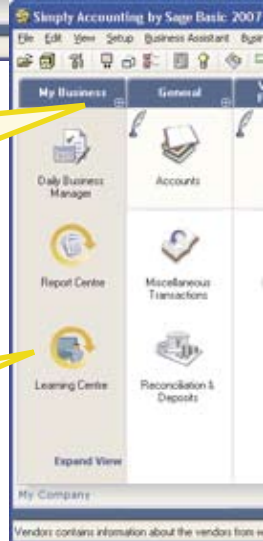 Simply Accounting by Sage Basic 2007
File Edit View Setup Business Assistant
My Business General
Daily Business Manager
Accounts
Report Centre
Miscellaneous Transactions
Learning Centre
Reconciliation & Deposits
Expand View
My Company
Vendors contains information about the vendors from